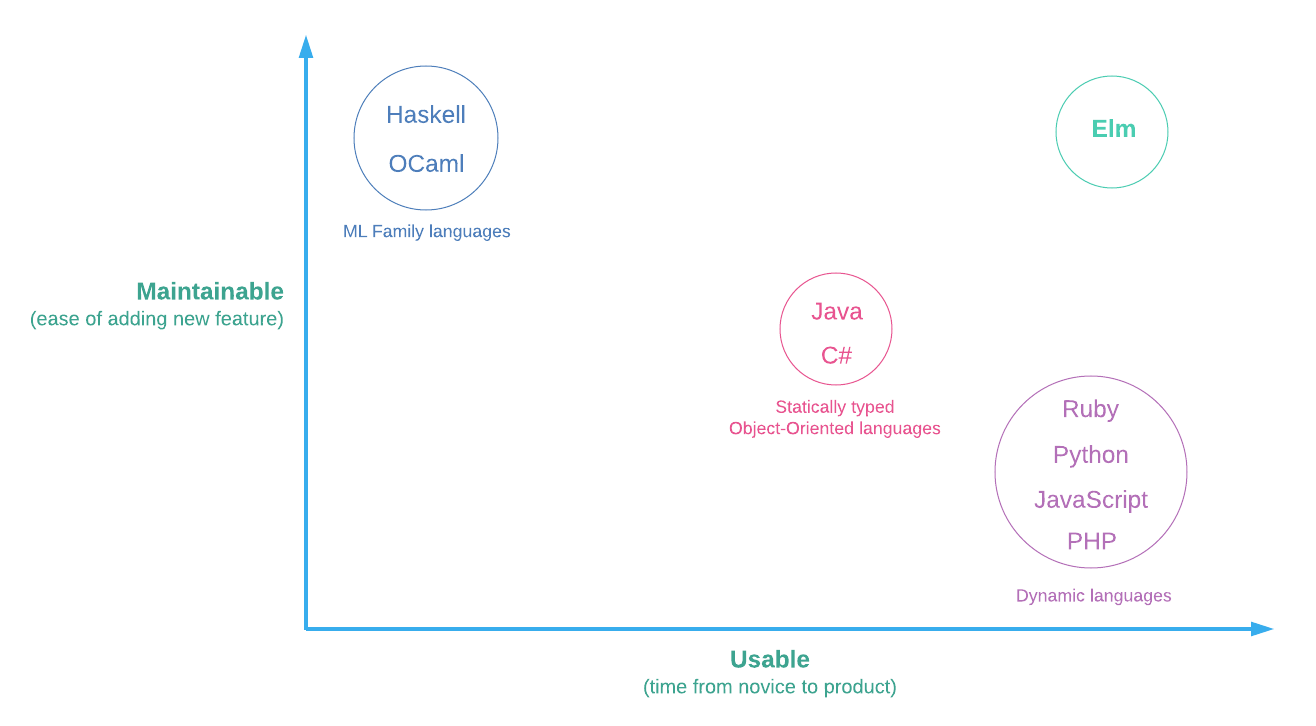 Haskell
OCaml
ML Family languages
Elm
Maintainable
(ease of adding new feature)
Java
C#
Statically typed
Object-Oriented languages
Ruby
Python
JavaScript
PHP
Dynamic languages
Usable
(time from novice to product)